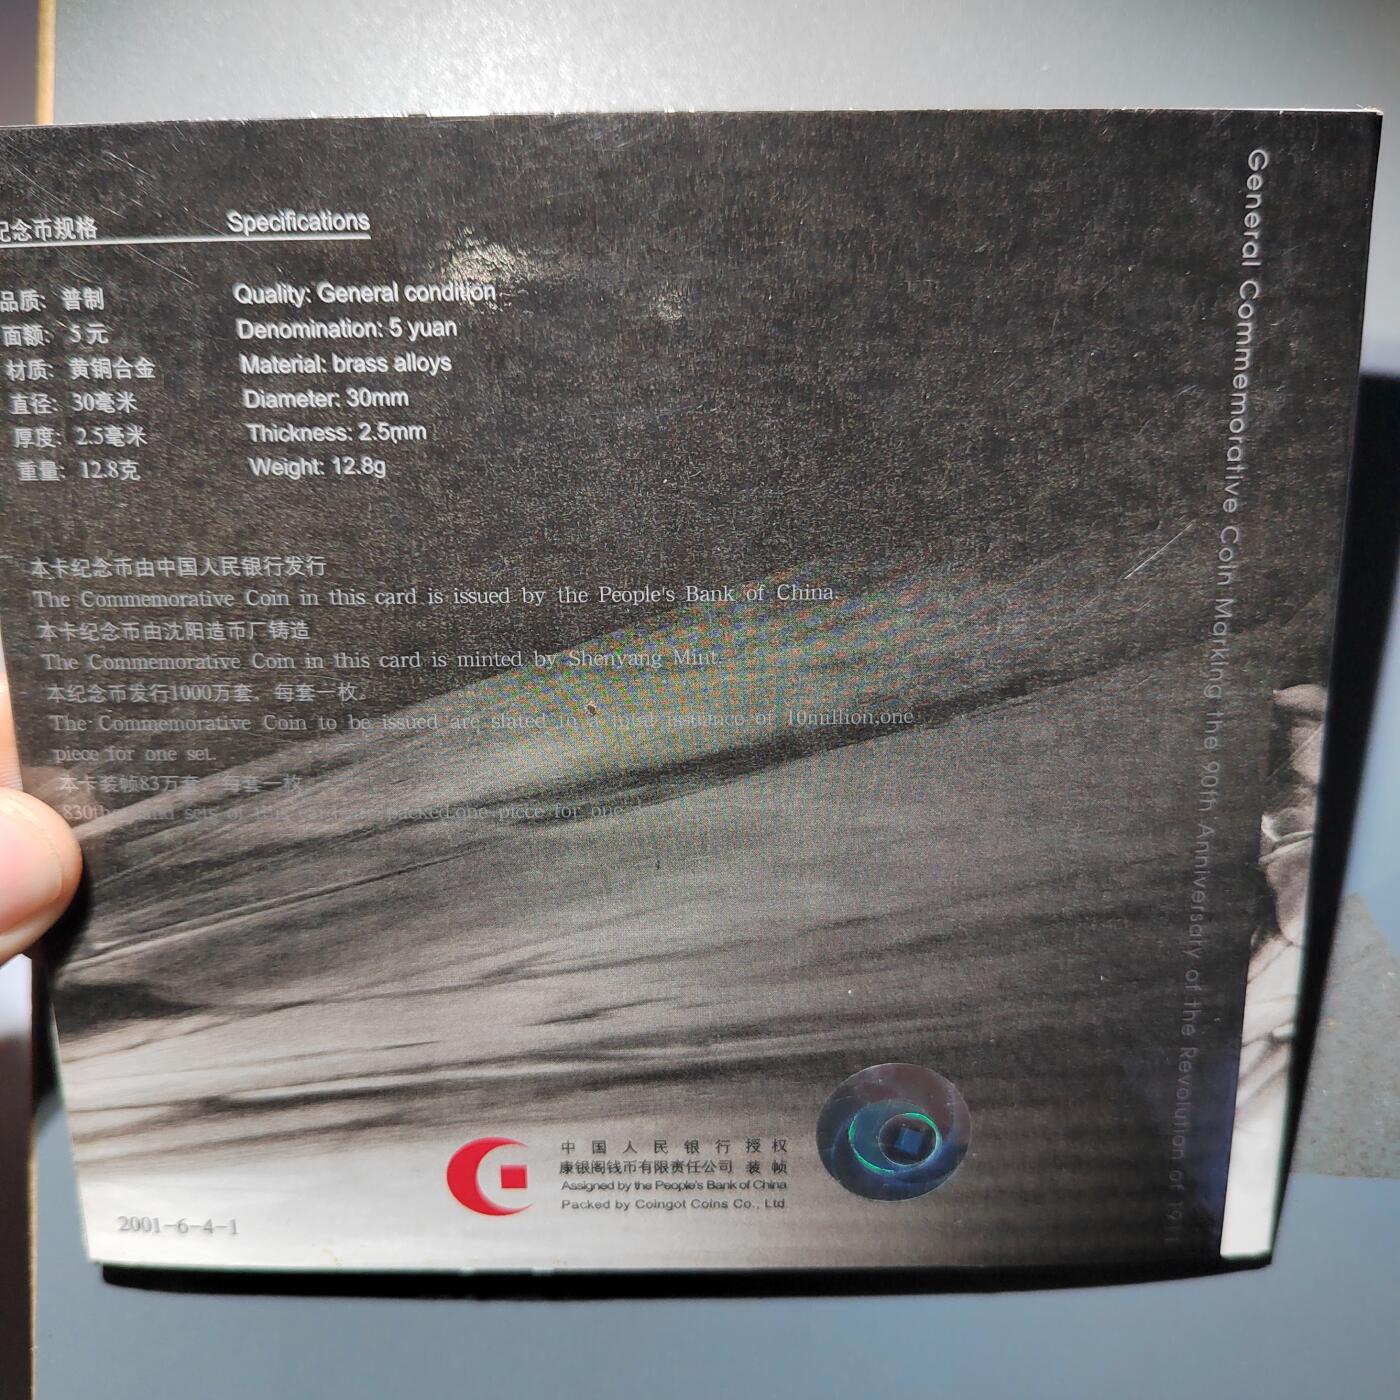 纪念币规格
Specifications
品质: 普制
面额: 5元
材质: 黄铜合金
直径: 30毫米
厚度: 2.5毫米
重量: 12.8克
Quality: General condition
Denomination: 5 yuan
Material: brass alloys
Diameter: 30mm
Thickness: 2.5mm
Weight: 12.8g
本卡纪念币由中国人民银行发行
The Commemorative Coin in this card is issued by the People's Bank of China.
本卡纪念币由沈阳造币厂铸造
The Commemorative Coin in this card is minted by Shenyang Mint.
本纪念币发行1000万套，每套一枚。
The Commemorative Coin to be issued are slated in a total issuance of 10million,one
piece for one set.
本卡装帧83万套 每套一枚
sets of packed,one piece for one
中国人民银行授权
康银阁钱币有限责任公司 装帧
Assigned by the People's Bank of China
Packed by Coingot Coins Co., Ltd.
2001-6-4-1
General Commemorative Coin Marking the 90th Anniversary of the Revolution of 1911